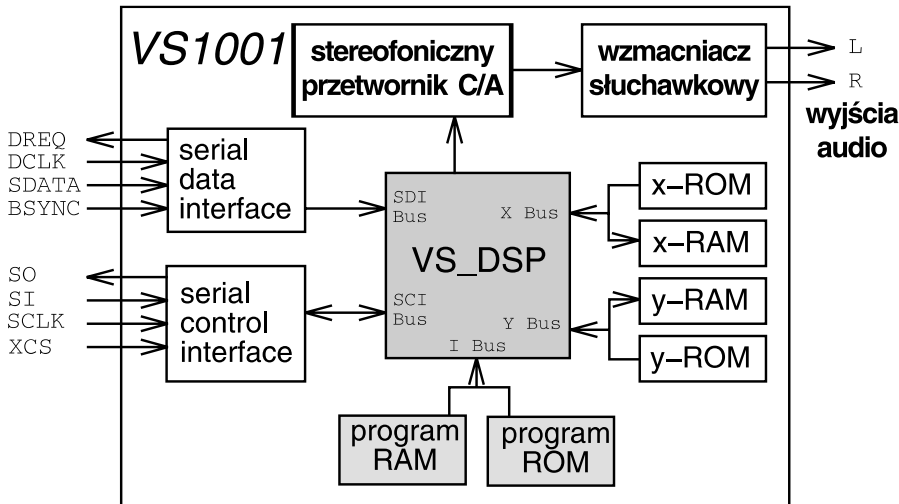 VS1001
stereofoniczny
przetwornik C/A
wzmacniacz
słuchawkowy
L
R
wyjścia
audio
DREQ
DCLK
SDATA
BSYNC
serial
data
interface
SDI
Bus
X Bus
x–ROM
x–RAM
VS_DSP
SO
SI
SCLK
XCS
serial
control
interface
SCI
Bus
Y Bus
I Bus
y–RAM
y–ROM
program
RAM
program
ROM